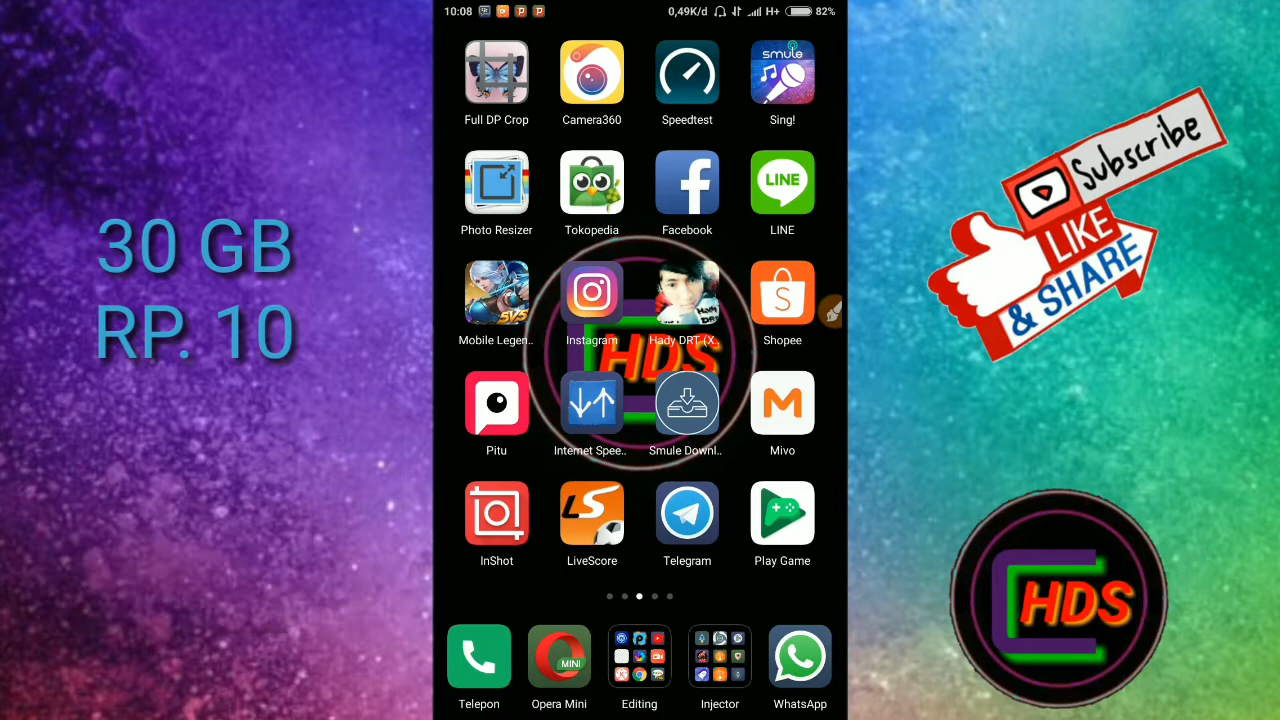 10:08
0,49K/d
H+
82%
30 GB
RP. 10
Full DP Crop
Camera360
Speedtest
smule
Sing!
Photo Resizer
Tokopedia
Facebook
LINE
LINE
5V5
Mobile Legen..
Instagram
Hady DRT (X..
Shopee
HDS
Pitu
Internet Spee..
Smule Downl..
Mivo
LS
InShot
LiveScore
Telegram
Play Game
MINI
Telepon
Opera Mini
Editing
Injector
WhatsApp
Subscribe
LIKE
& SHARE
HDS